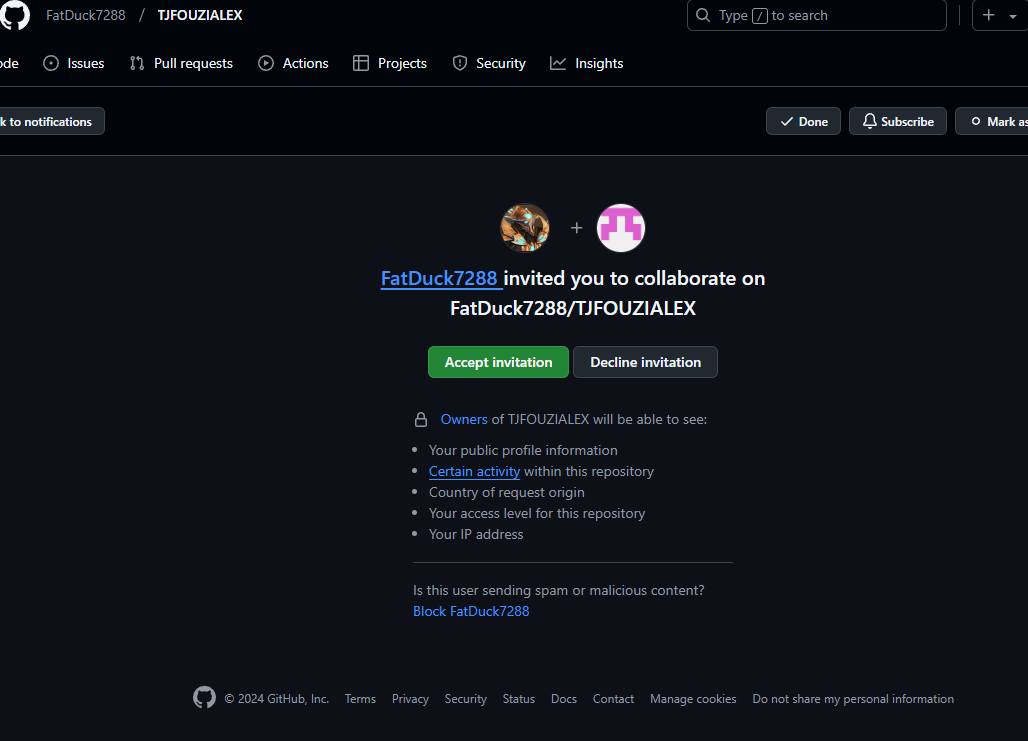 FatDuck7288 / TJFOUZIALEX
Type / to search
ode Issues Pull requests Actions Projects Security Insights
k to notifications
Done Subscribe Mark as
FatDuck7288 invited you to collaborate on
FatDuck7288/TJFOUZIALEX
Accept invitation Decline invitation
Owners of TJFOUZIALEX will be able to see:
Your public profile information
Certain activity within this repository
Country of request origin
Your access level for this repository
Your IP address
Is this user sending spam or malicious content?
Block FatDuck7288
© 2024 GitHub, Inc. Terms Privacy Security Status Docs Contact Manage cookies Do not share my personal information